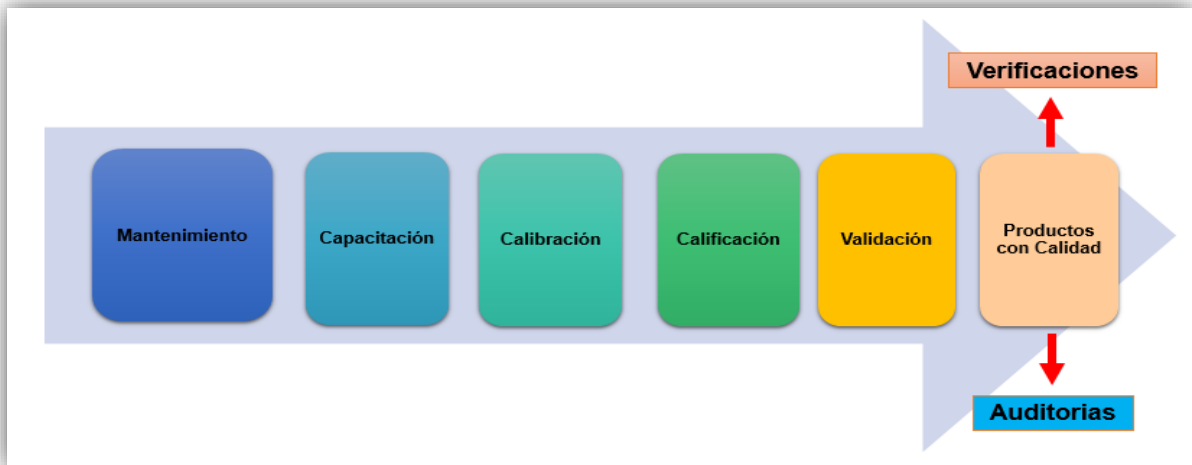 Verificaciones
Mantenimiento
Capacitación
Calibración
Calificación
Validación
Productos
con Calidad
Auditorias